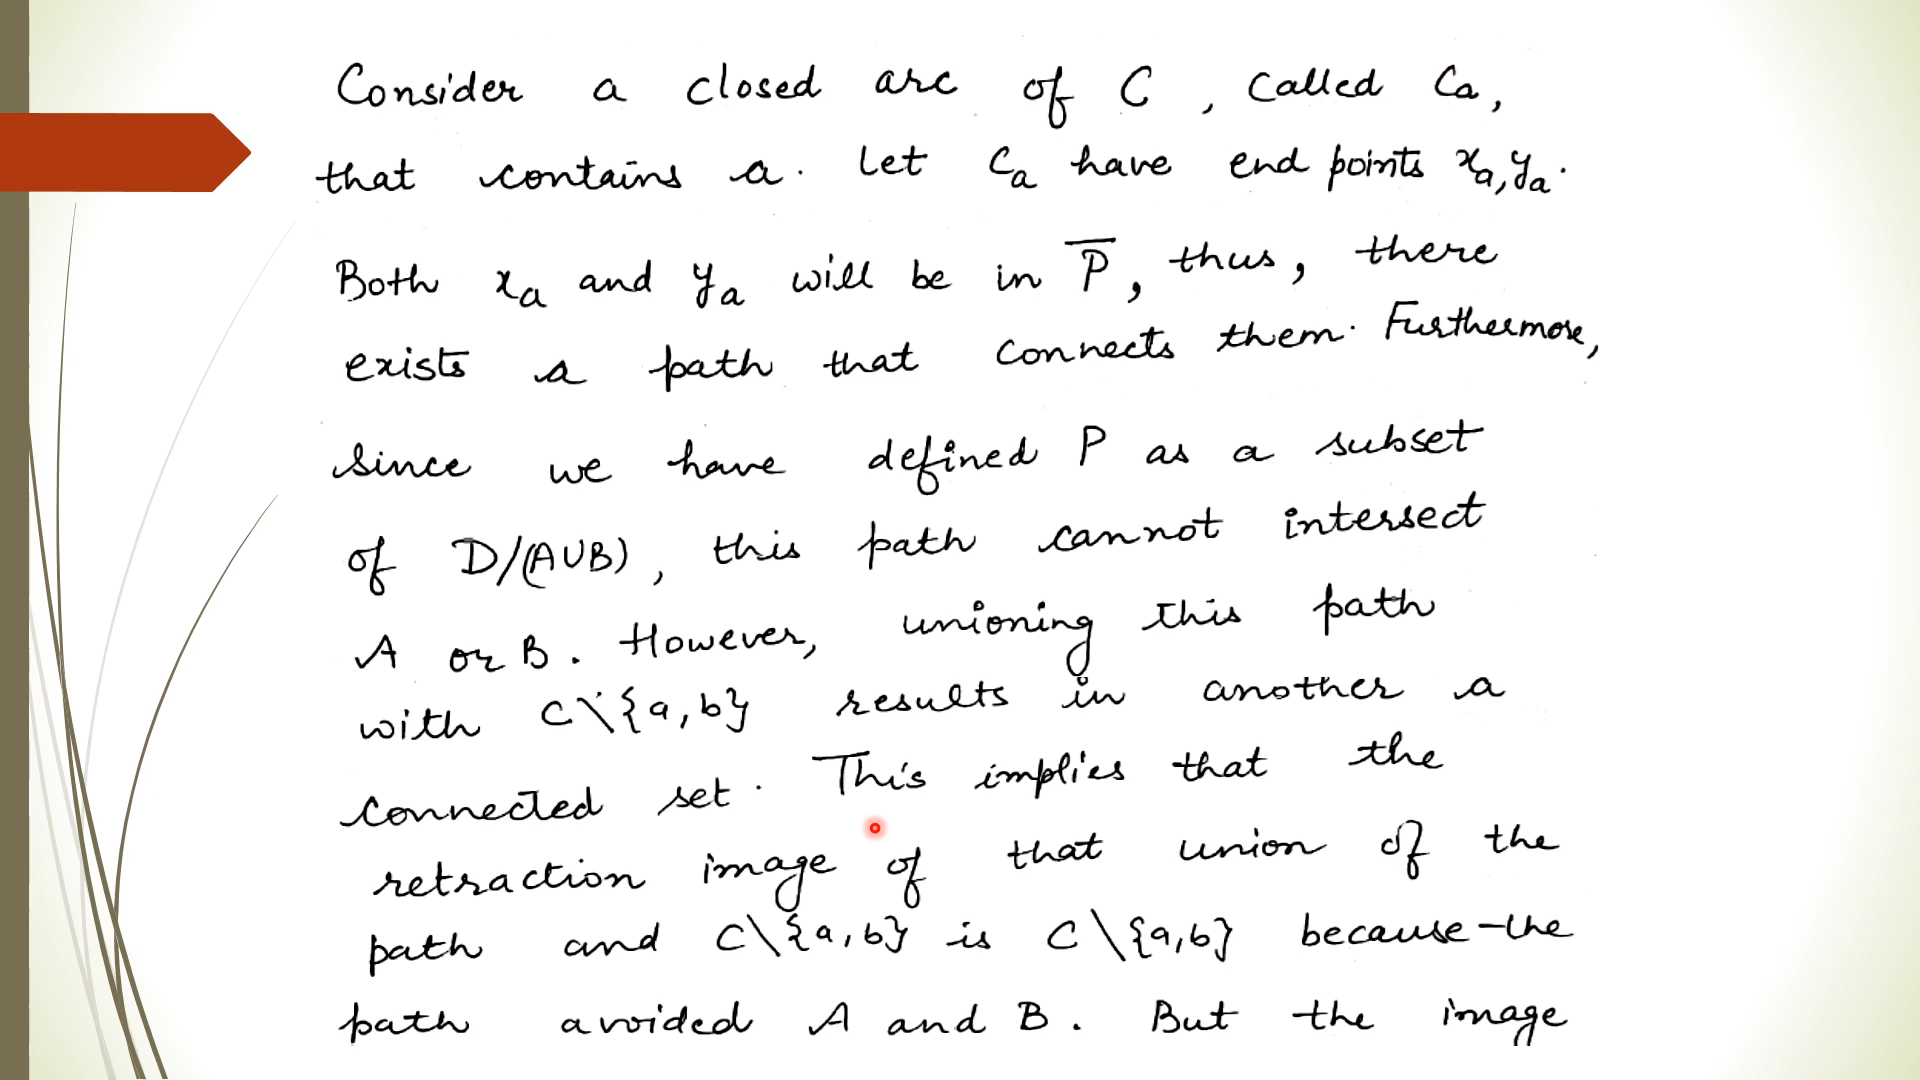 Consider a closed arc of C, called Ca,
that contains a. Let Ca have end points xa, ya.
Both xa and ya will be in P̅, thus, there
exists a path that connects them. Furthermore,
since we have defined P as a subset
of D/(A∪B), this path cannot intersect
A or B. However, unioning this path
with C\{a,b} results in another a
connected set. This implies that the
retraction image of that union of the
path and C\{a,b} is C\{a,b} because the
path avoided A and B. But the image